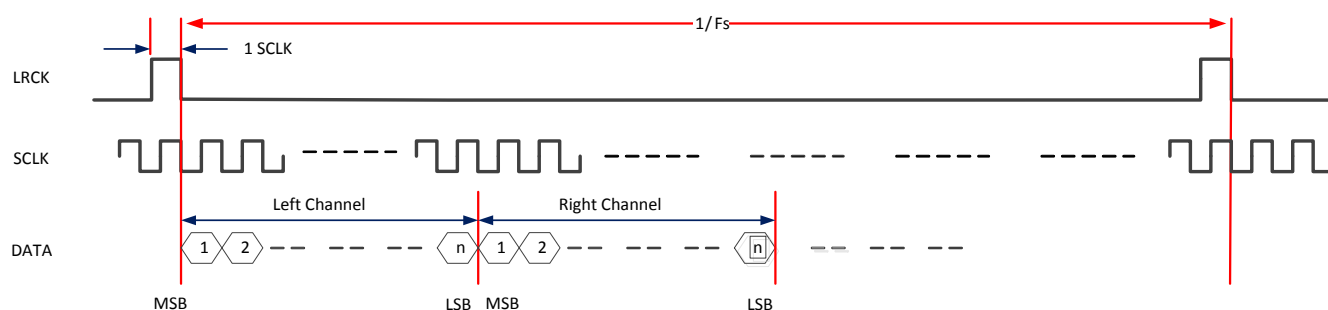 1/Fs
1 SCLK
LRCK
SCLK
Left Channel Right Channel
DATA 1 2 n 1 2 n
MSB LSB MSB LSB